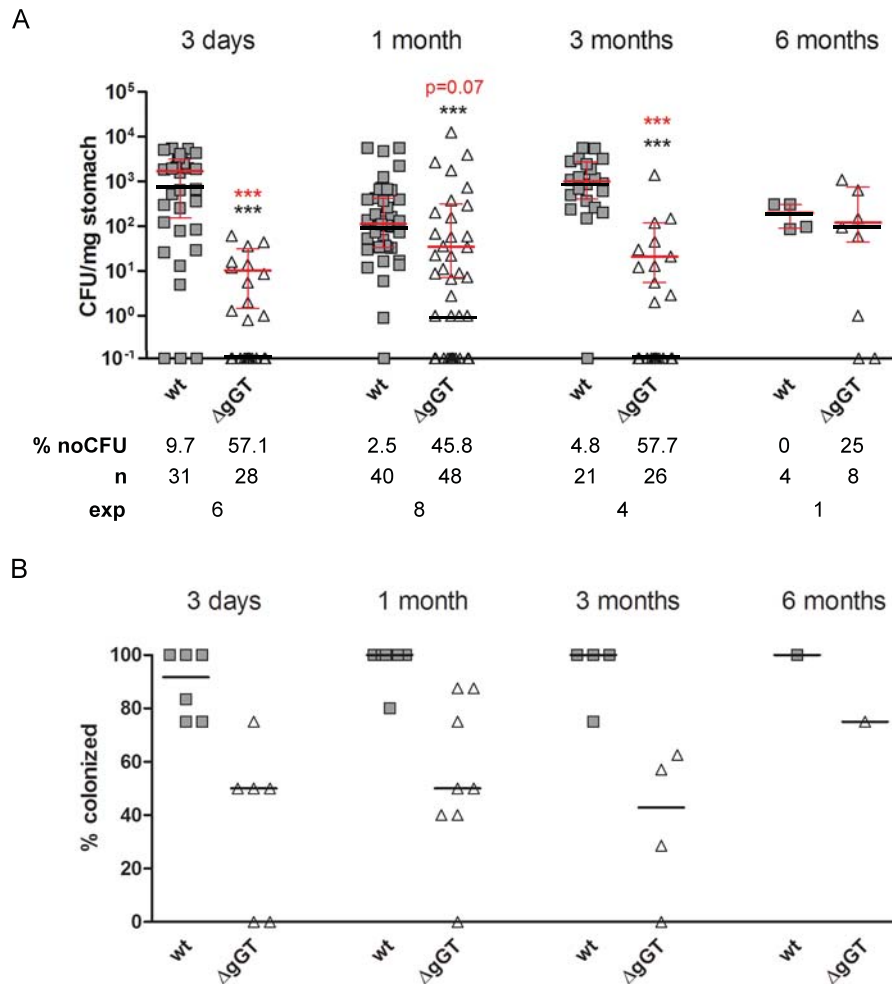 A
3 days 1 month 3 months 6 months
p=0.07
*** *** ***
*** ***
CFU/mg stomach
10^5
10^4
10^3
10^2
10^1
10^0
10^-1
wt ΔgGT wt ΔgGT wt ΔgGT wt ΔgGT
% noCFU 9.7 57.1 2.5 45.8 4.8 57.7 0 25
n 31 28 40 48 21 26 4 8
exp 6 8 4 1
B
3 days 1 month 3 months 6 months
% colonized
100
80
60
40
20
0
wt ΔgGT wt ΔgGT wt ΔgGT wt ΔgGT